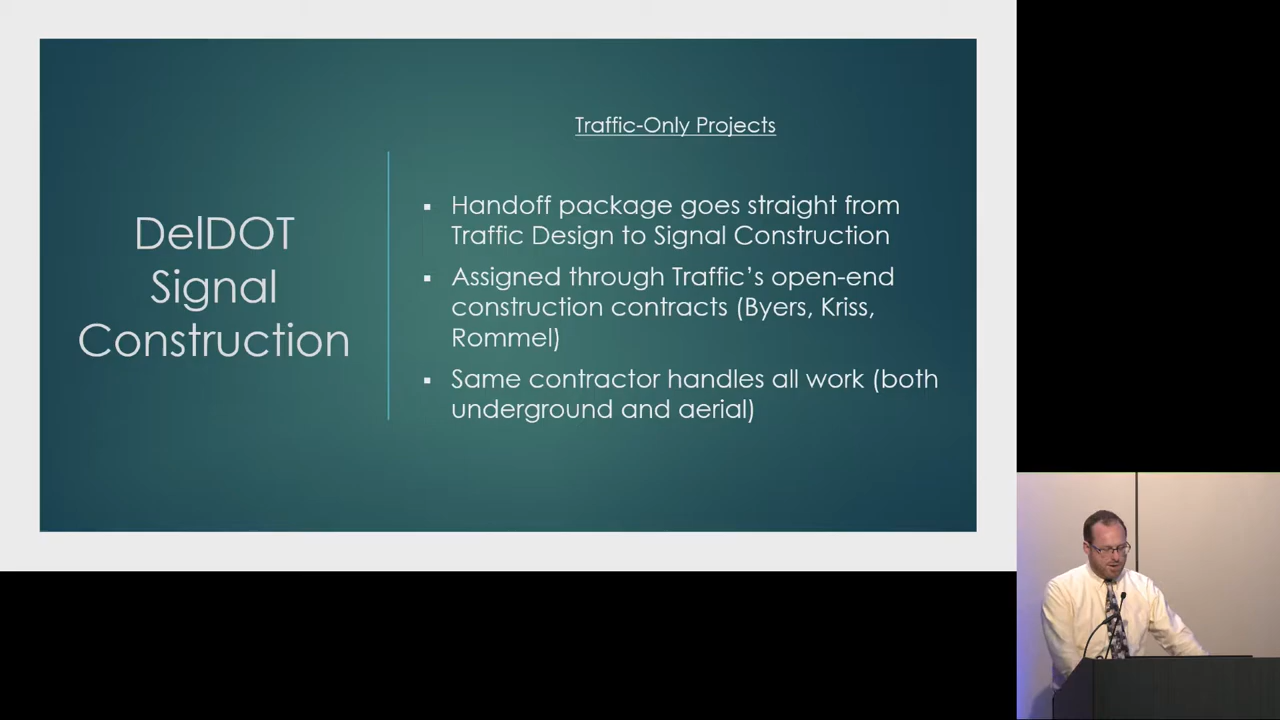 DelDOT
Signal
Construction
Traffic-Only Projects
▪ Handoff package goes straight from
Traffic Design to Signal Construction
▪ Assigned through Traffic's open-end
construction contracts (Byers, Kriss,
Rommel)
▪ Same contractor handles all work (both
underground and aerial)